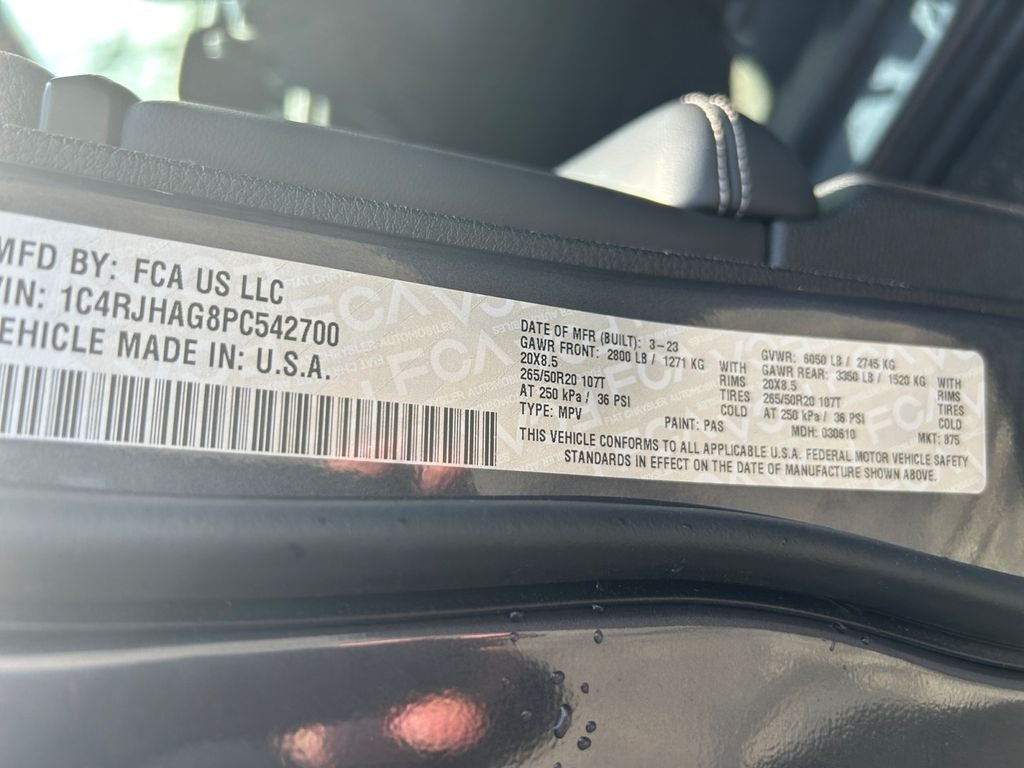 MFD BY: FCA US LLC
VIN: 1C4RJHAG8PC542700
VEHICLE MADE IN: U.S.A.
DATE OF MFR (BUILT): 3-23
GAWR FRONT: 2800 LB / 1271 KG WITH
20X8.5 RIMS
265/50R20 107T TIRES
AT 250 kPa / 36 PSI COLD
TYPE: MPV PAINT: PAS
GVWR: 6050 LB / 2745 KG
GAWR REAR: 3350 LB / 1520 KG WITH
20X8.5 RIMS
265/50R20 107T TIRES
AT 250 kPa / 36 PSI COLD
MDH: 030610 MKT: 875
THIS VEHICLE CONFORMS TO ALL APPLICABLE U.S.A. FEDERAL MOTOR VEHICLE SAFETY
STANDARDS IN EFFECT ON THE DATE OF MANUFACTURE SHOWN ABOVE.